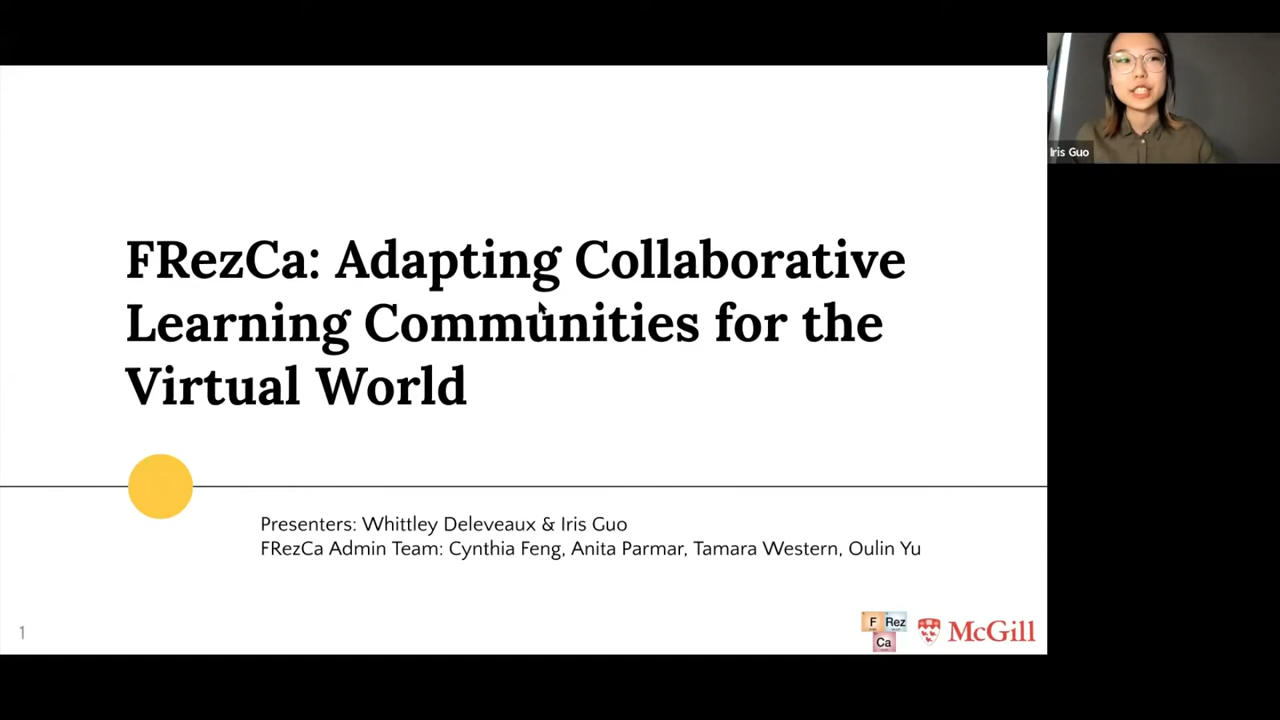 Iris Guo
FRezCa: Adapting Collaborative
Learning Communities for the
Virtual World
Presenters: Whittley Deleveaux & Iris Guo
FRezCa Admin Team: Cynthia Feng, Anita Parmar, Tamara Western, Oulin Yu
1
F Rez
Ca
McGill